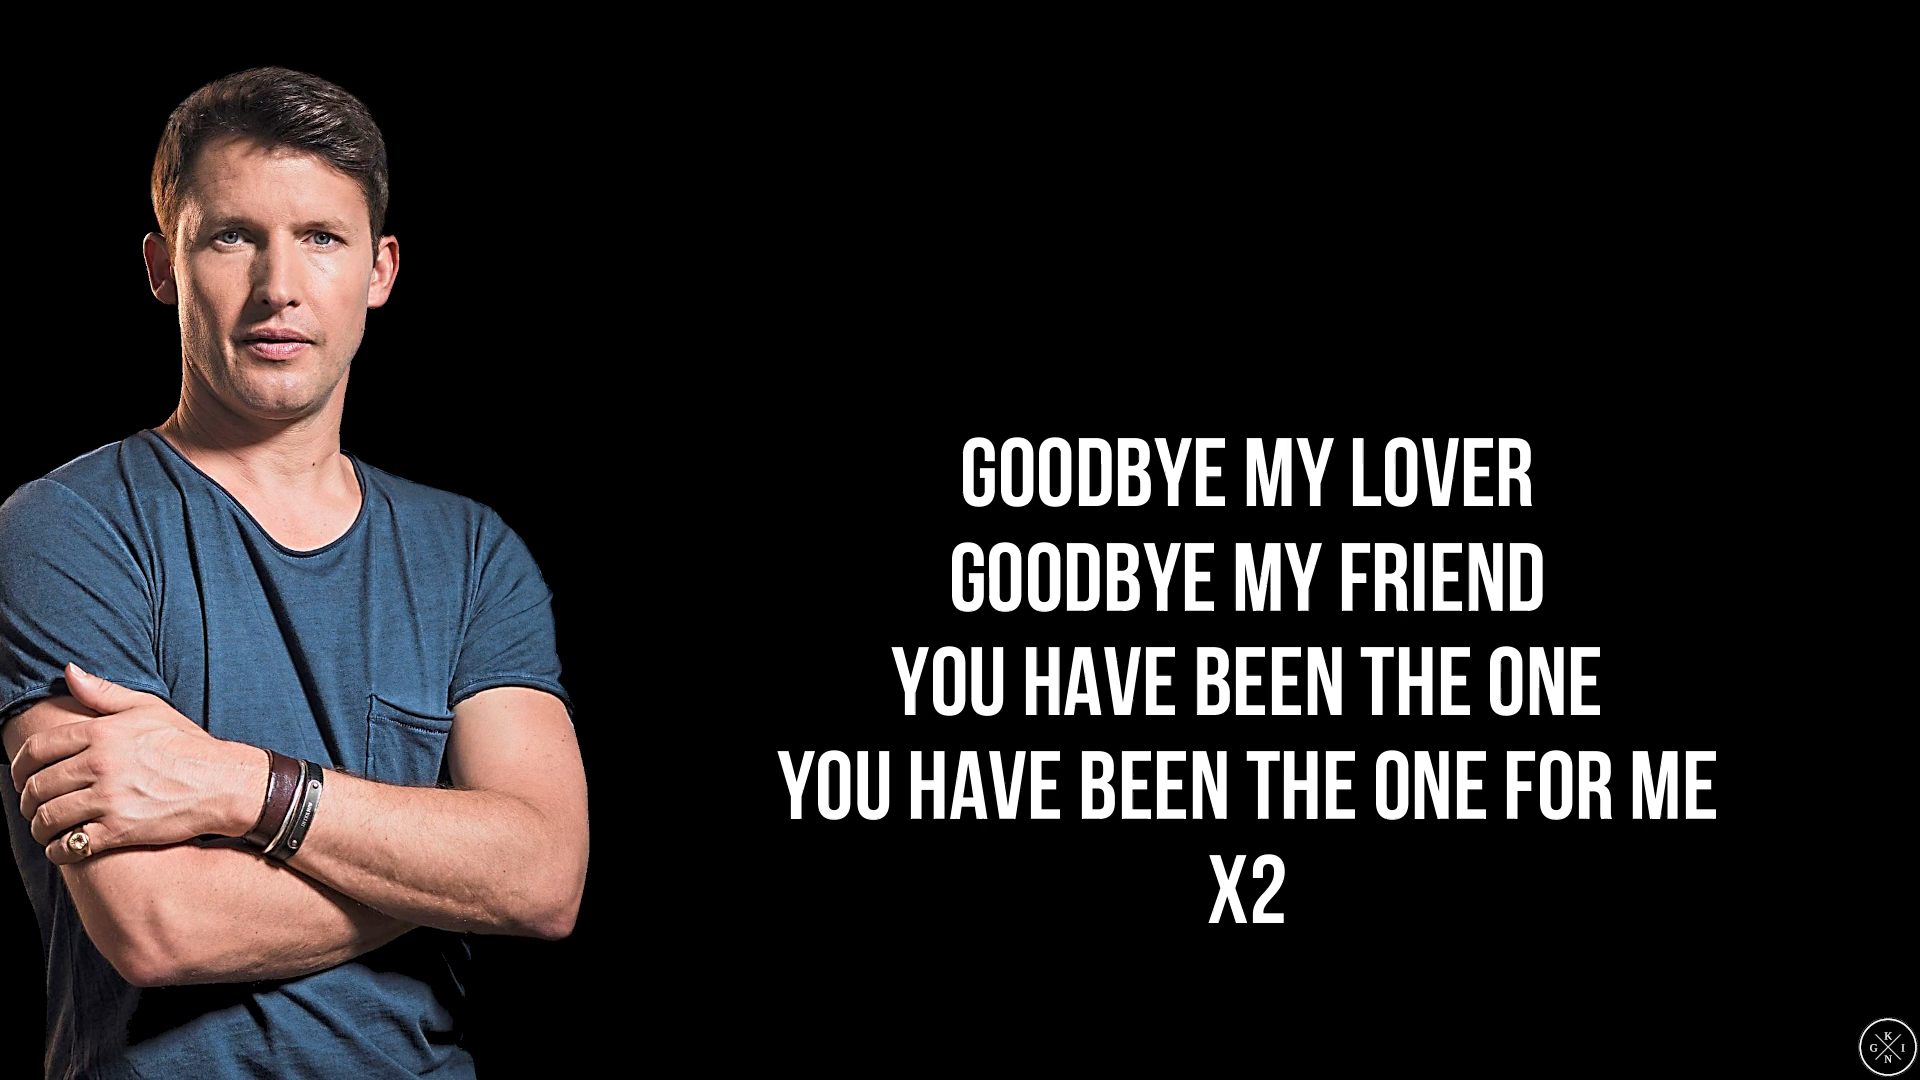 GOODBYE MY LOVER
GOODBYE MY FRIEND
YOU HAVE BEEN THE ONE
YOU HAVE BEEN THE ONE FOR ME
X2
K
G I
N